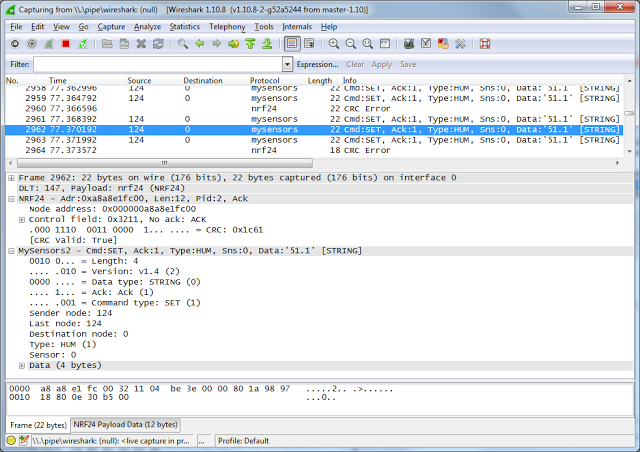 Capturing from \\.\pipe\wireshark: (null)   [Wireshark 1.10.8  (v1.10.8-2-g52a5244 from master-1.10)]
File Edit View Go Capture Analyze Statistics Telephony Tools Internals Help
Filter: Expression... Clear Apply Save
No. Time Source Destination Protocol Length Info
2958 77.362996 124 0 mysensors 22 Cmd:SET, Ack:1, Type:HUM, Sns:0, Data:'51.1' [STRING]
2959 77.364792 124 0 mysensors 22 Cmd:SET, Ack:1, Type:HUM, Sns:0, Data:'51.1' [STRING]
2960 77.366596 124 0 mysensors 22 CRC Error
2961 77.368392 124 0 mysensors 22 Cmd:SET, Ack:1, Type:HUM, Sns:0, Data:'51.1' [STRING]
2962 77.370192 124 0 mysensors 22 Cmd:SET, Ack:1, Type:HUM, Sns:0, Data:'51.1' [STRING]
2963 77.371992 124 0 mysensors 22 Cmd:SET, Ack:1, Type:HUM, Sns:0, Data:'51.1' [STRING]
2964 77.373572 nrf24 18 CRC Error
Frame 2962: 22 bytes on wire (176 bits), 22 bytes captured (176 bits) on interface 0
DLT: 147, Payload: nrf24 (NRF24)
NRF24 - Adr:0xa8a8e1fc00, Len:12, Pid:2, Ack
Node address: 0x000000a8a8e1fc00
Control field: 0x3211, No ack: ACK
.000 1110 0011 0000 1... .... = CRC: 0x1c61
[CRC Valid: True]
MySensors2 - Cmd:SET, Ack:1, Type:HUM, Sns:0, Data:'51.1' [STRING]
0010 0... = Length: 4
.... .010 = Version: v1.4 (2)
0000 .... = Data type: STRING (0)
.... 1... = Ack: Ack (1)
.... .001 = Command type: SET (1)
Sender node: 124
Last node: 124
Destination node: 0
Type: HUM (1)
Sensor: 0
Data (4 bytes)
0000  a8 a8 e1 fc 00 32 11 04  be 3e 00 00 80 1a 98 97   .....2.. .>......
0010  18 80 0e 30 b5 00   ...0..
Frame (22 bytes) NRF24 Payload Data (12 bytes)
\\.\pipe\wireshark: (null): <live capture in pr... ... Profile: Default